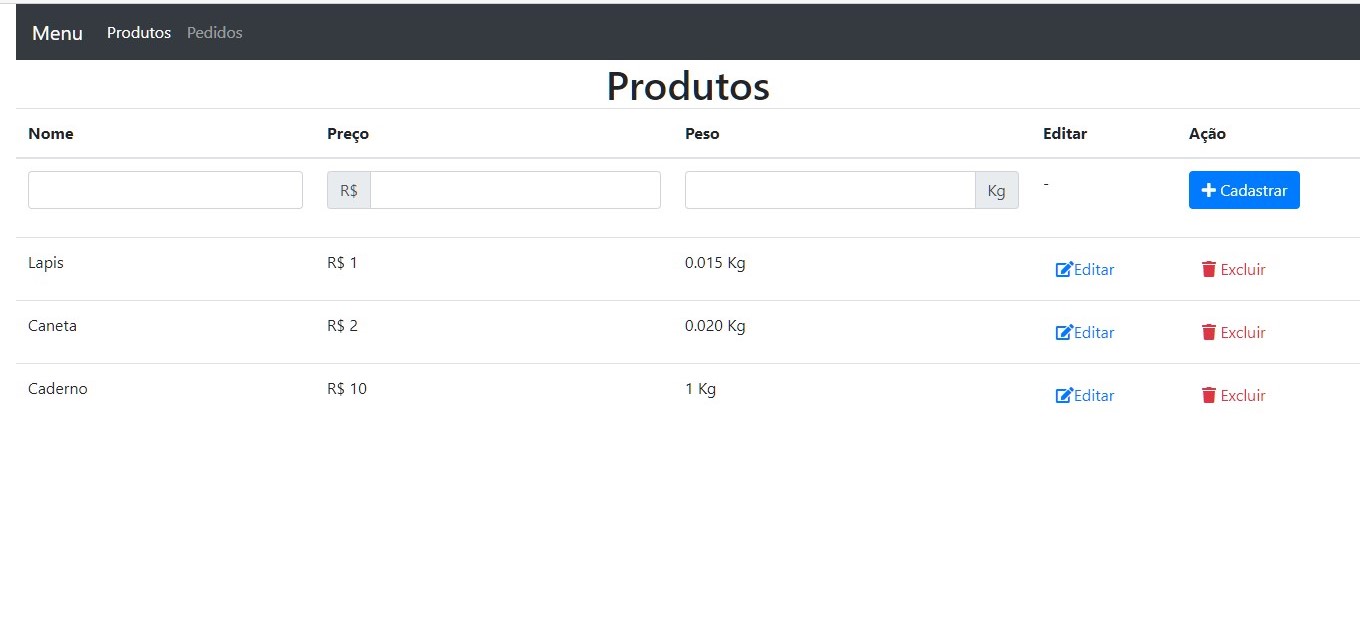 Menu Produtos Pedidos
Produtos
Nome Preço Peso Editar Ação
R$ Kg - Cadastrar
Lapis R$ 1 0.015 Kg Editar Excluir
Caneta R$ 2 0.020 Kg Editar Excluir
Caderno R$ 10 1 Kg Editar Excluir